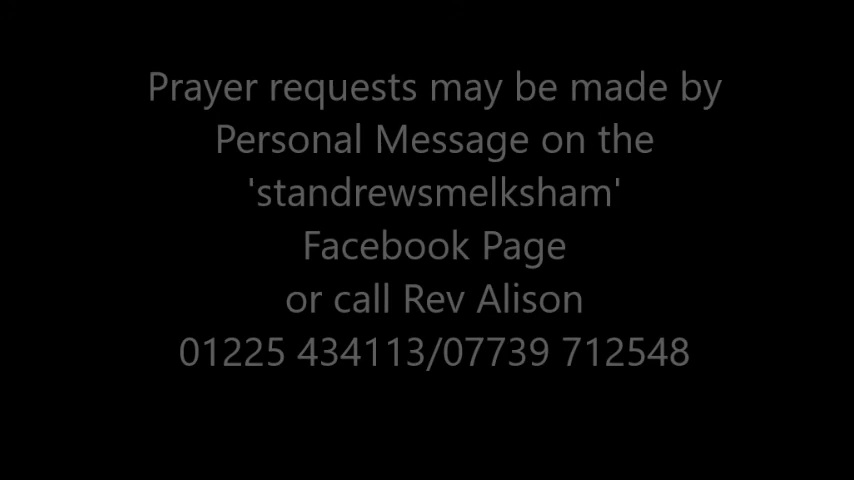 Prayer requests may be made by
Personal Message on the
'standrewsmelksham'
Facebook Page
or call Rev Alison
01225 434113/07739 712548